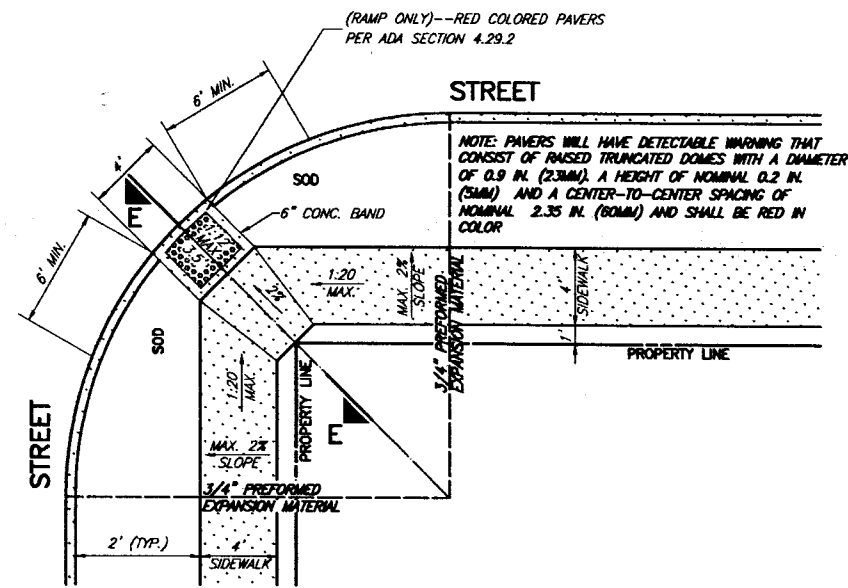 (RAMP ONLY)--RED COLORED PAVERS
PER ADA SECTION 4.29.2
6' MIN.
STREET
4'
E
SOD
6" CONC. BAND
NOTE: PAVERS WILL HAVE DETECTABLE WARNING THAT
CONSIST OF RAISED TRUNCATED DOMES WITH A DIAMETER
OF 0.9 IN. (23MM). A HEIGHT OF NOMINAL 0.2 IN.
(5MM) AND A CENTER-TO-CENTER SPACING OF
NOMINAL 2.35 IN. (60MM) AND SHALL BE RED IN
COLOR
6' MIN.
MAX.
3.5'
2%
1:20
MAX.
MAX. 2%
SLOPE
3/4" PREFORMED
EXPANSION MATERIAL
4'
SIDEWALK
1'
PROPERTY LINE
SOD
1:20
MAX.
PROPERTY LINE
E
STREET
MAX. 2%
SLOPE
3/4" PREFORMED
EXPANSION MATERIAL
2' (TYP.)
4'
SIDEWALK